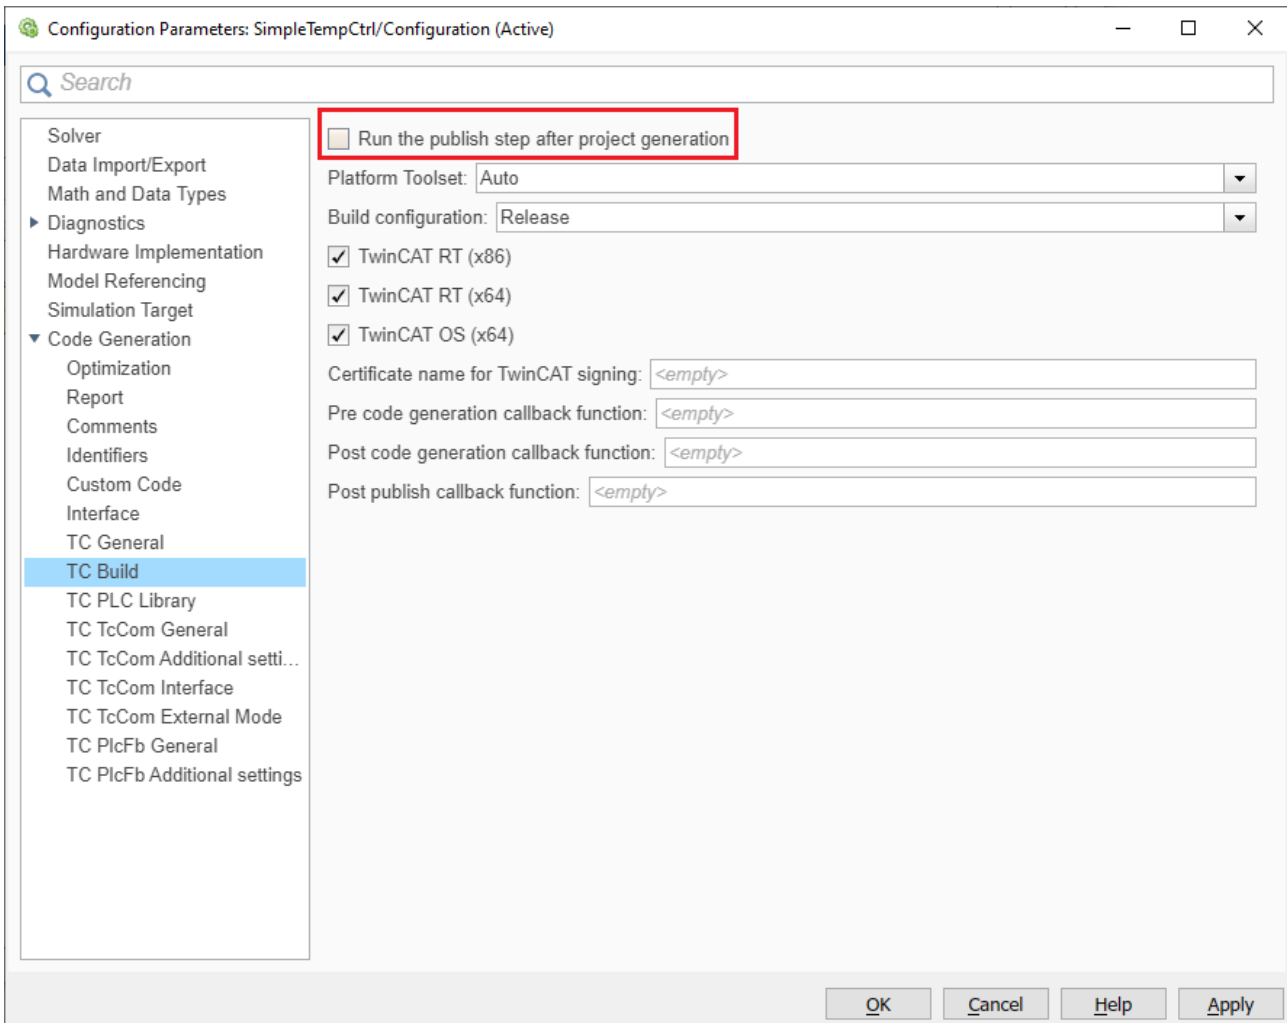 Configuration Parameters: SimpleTempCtrl/Configuration (Active)
Search
Solver
Data Import/Export
Math and Data Types
Diagnostics
Hardware Implementation
Model Referencing
Simulation Target
Code Generation
Optimization
Report
Comments
Identifiers
Custom Code
Interface
TC General
TC Build
TC PLC Library
TC TcCom General
TC TcCom Additional setti...
TC TcCom Interface
TC TcCom External Mode
TC PlcFb General
TC PlcFb Additional settings
Run the publish step after project generation
Platform Toolset: Auto
Build configuration: Release
TwinCAT RT (x86)
TwinCAT RT (x64)
TwinCAT OS (x64)
Certificate name for TwinCAT signing: <empty>
Pre code generation callback function: <empty>
Post code generation callback function: <empty>
Post publish callback function: <empty>
OK Cancel Help Apply